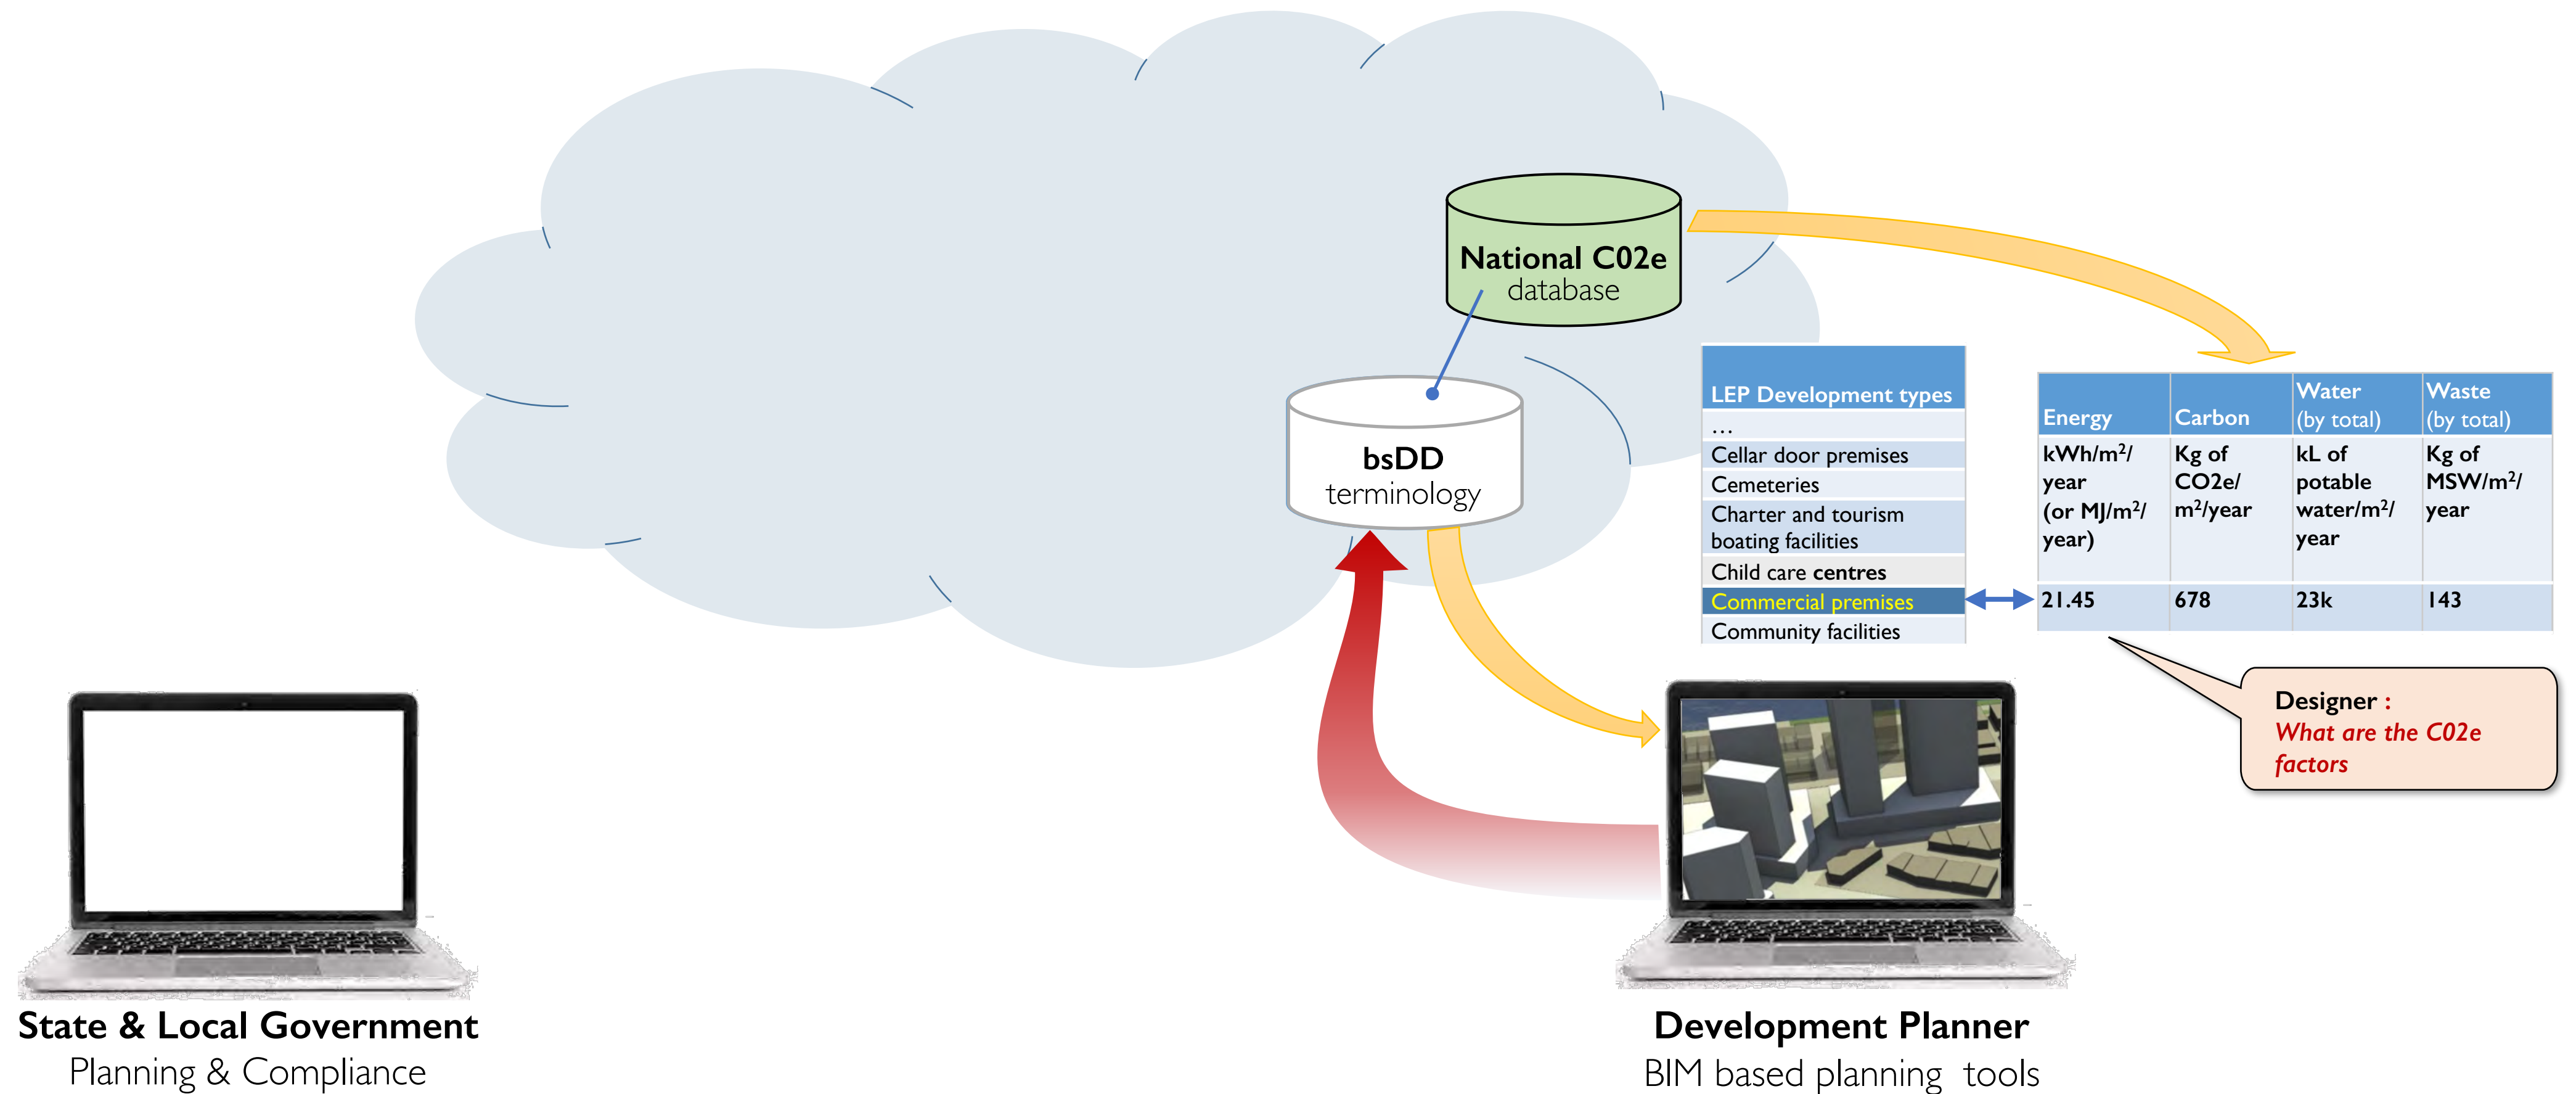 National C02e
database
bsDD
terminology
LEP Development types
...
Cellar door premises
Cemeteries
Charter and tourism
boating facilities
Child care centres
Commercial premises
Community facilities
Energy
Carbon
Water
(by total)
Waste
(by total)
kWh/m²/
year
(or MJ/m²/
year)
Kg of
CO2e/
m²/year
kL of
potable
water/m²/
year
Kg of
MSW/m²/
year
21.45
678
23k
143
Designer :
What are the C02e
factors
State & Local Government
Planning & Compliance
Development Planner
BIM based planning tools